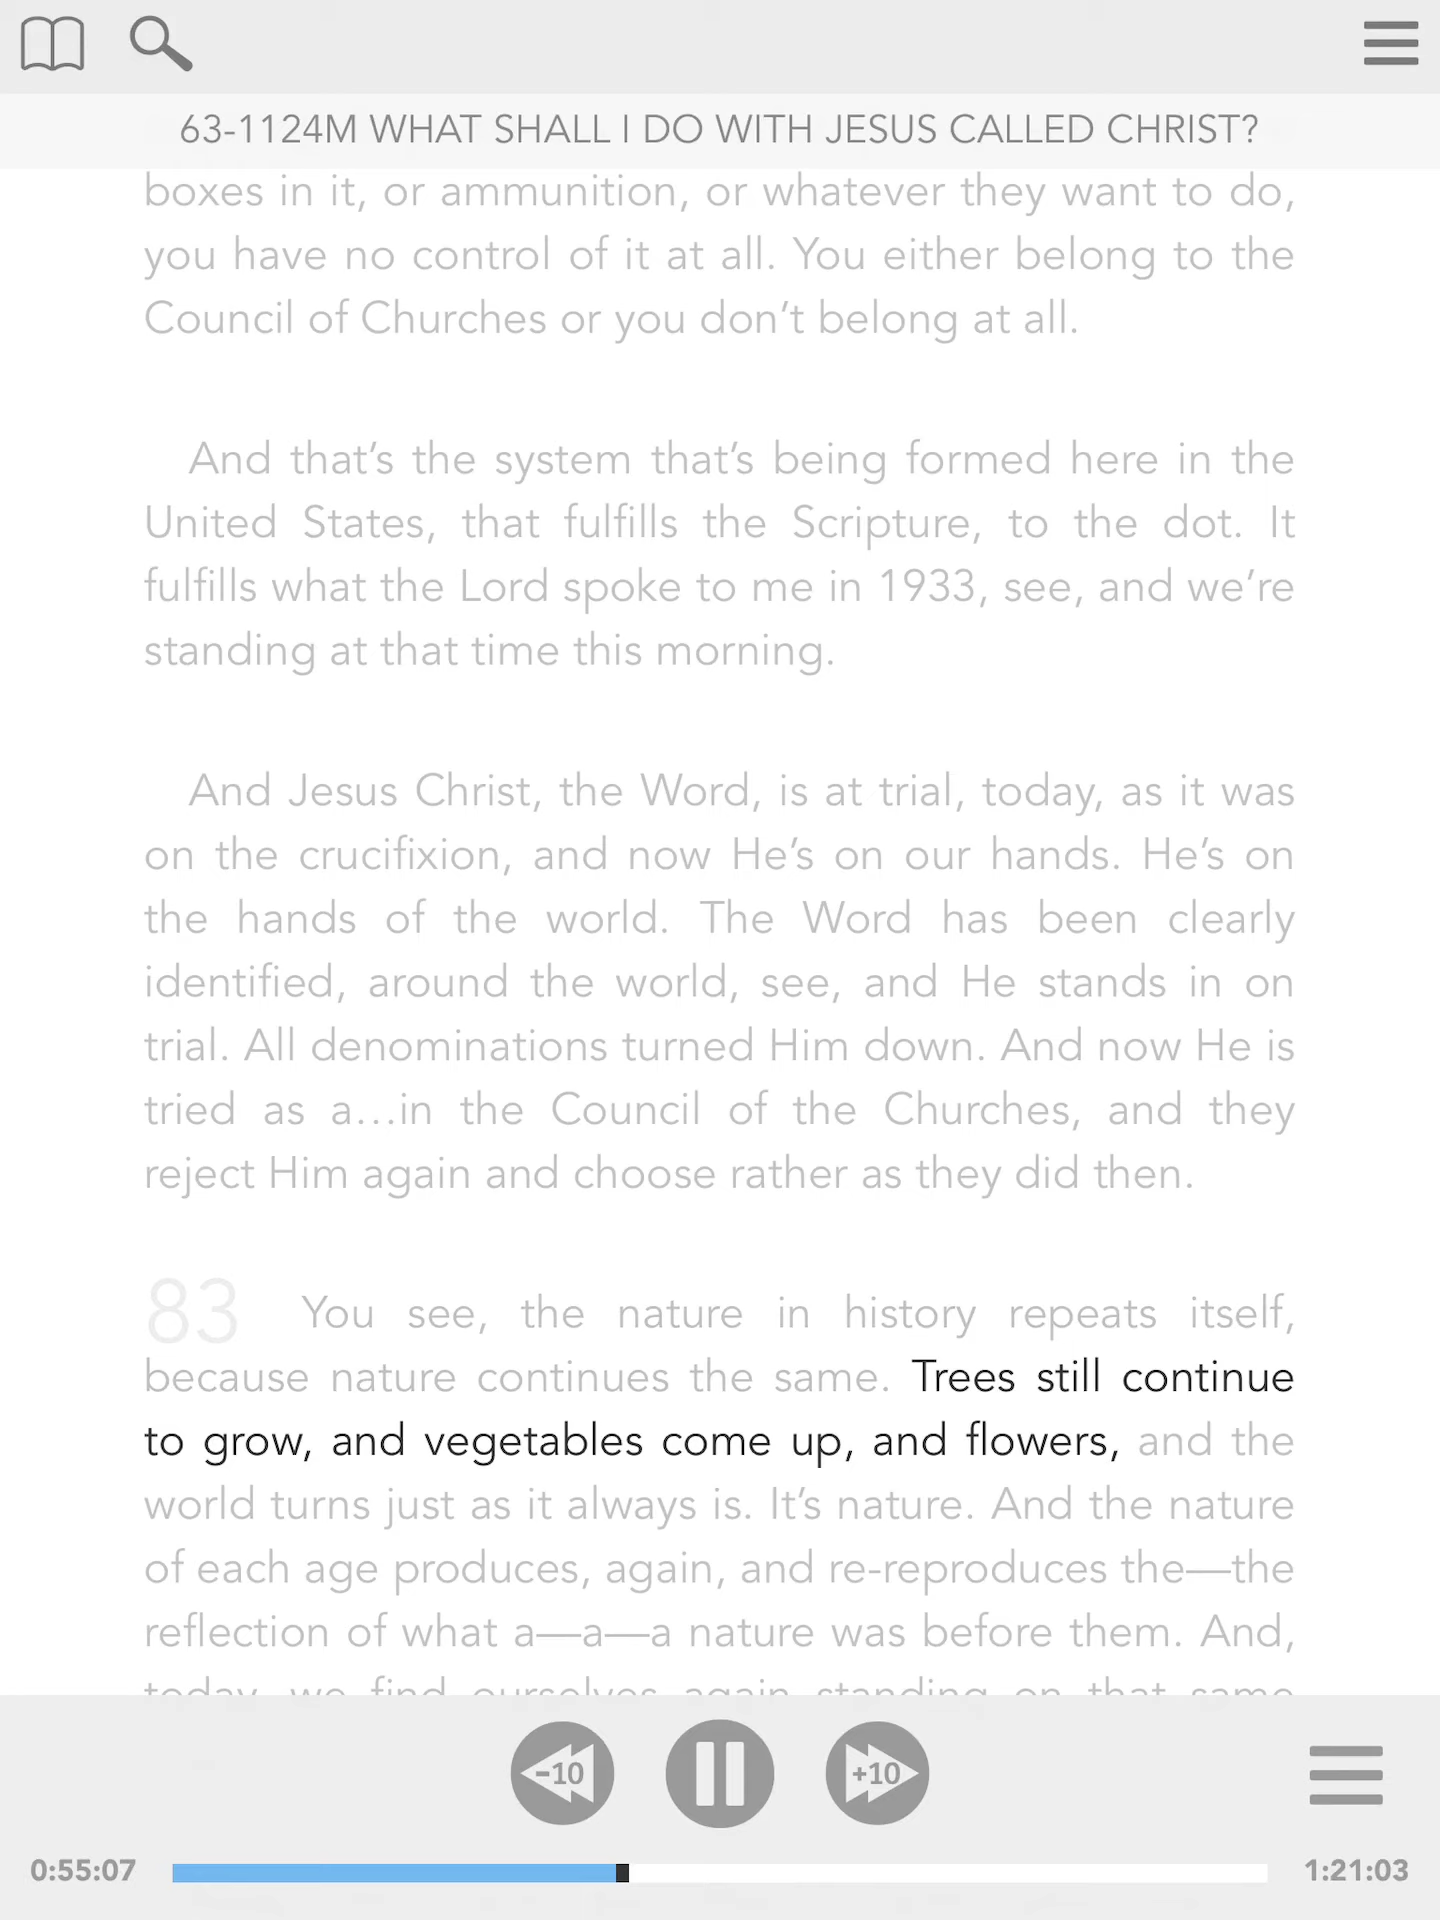 63-1124M WHAT SHALL I DO WITH JESUS CALLED CHRIST?
boxes in it, or ammunition, or whatever they want to do,
you have no control of it at all. You either belong to the
Council of Churches or you don’t belong at all.
And that’s the system that’s being formed here in the
United States, that fulfills the Scripture, to the dot. It
fulfills what the Lord spoke to me in 1933, see, and we’re
standing at that time this morning.
And Jesus Christ, the Word, is at trial, today, as it was
on the crucifixion, and now He’s on our hands. He’s on
the hands of the world. The Word has been clearly
identified, around the world, see, and He stands in on
trial. All denominations turned Him down. And now He is
tried as a…in the Council of the Churches, and they
reject Him again and choose rather as they did then.
83 You see, the nature in history repeats itself,
because nature continues the same. Trees still continue
to grow, and vegetables come up, and flowers, and the
world turns just as it always is. It’s nature. And the nature
of each age produces, again, and re-reproduces the—the
reflection of what a—a—a nature was before them. And,
today, we find ourselves again standing on that same
-10 +10
0:55:07 1:21:03